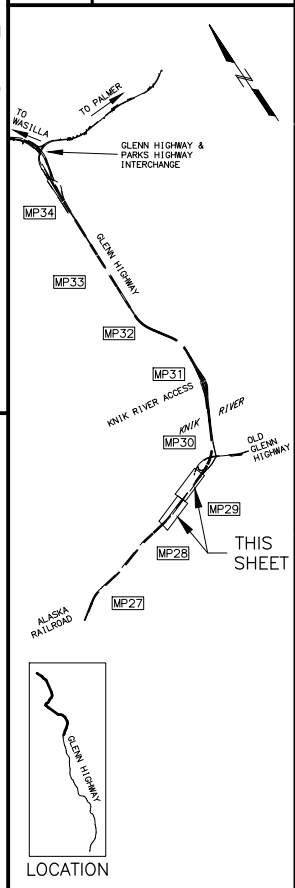 TO
WASILLA
TO PALMER
GLENN HIGHWAY &
PARKS HIGHWAY
INTERCHANGE
MP34
GLENN HIGHWAY
MP33
MP32
MP31
KNIK RIVER ACCESS
KNIK RIVER
MP30
OLD
GLENN
HIGHWAY
MP29
THIS
SHEET
MP28
MP27
ALASKA
RAILROAD
GLENN HIGHWAY
LOCATION
N